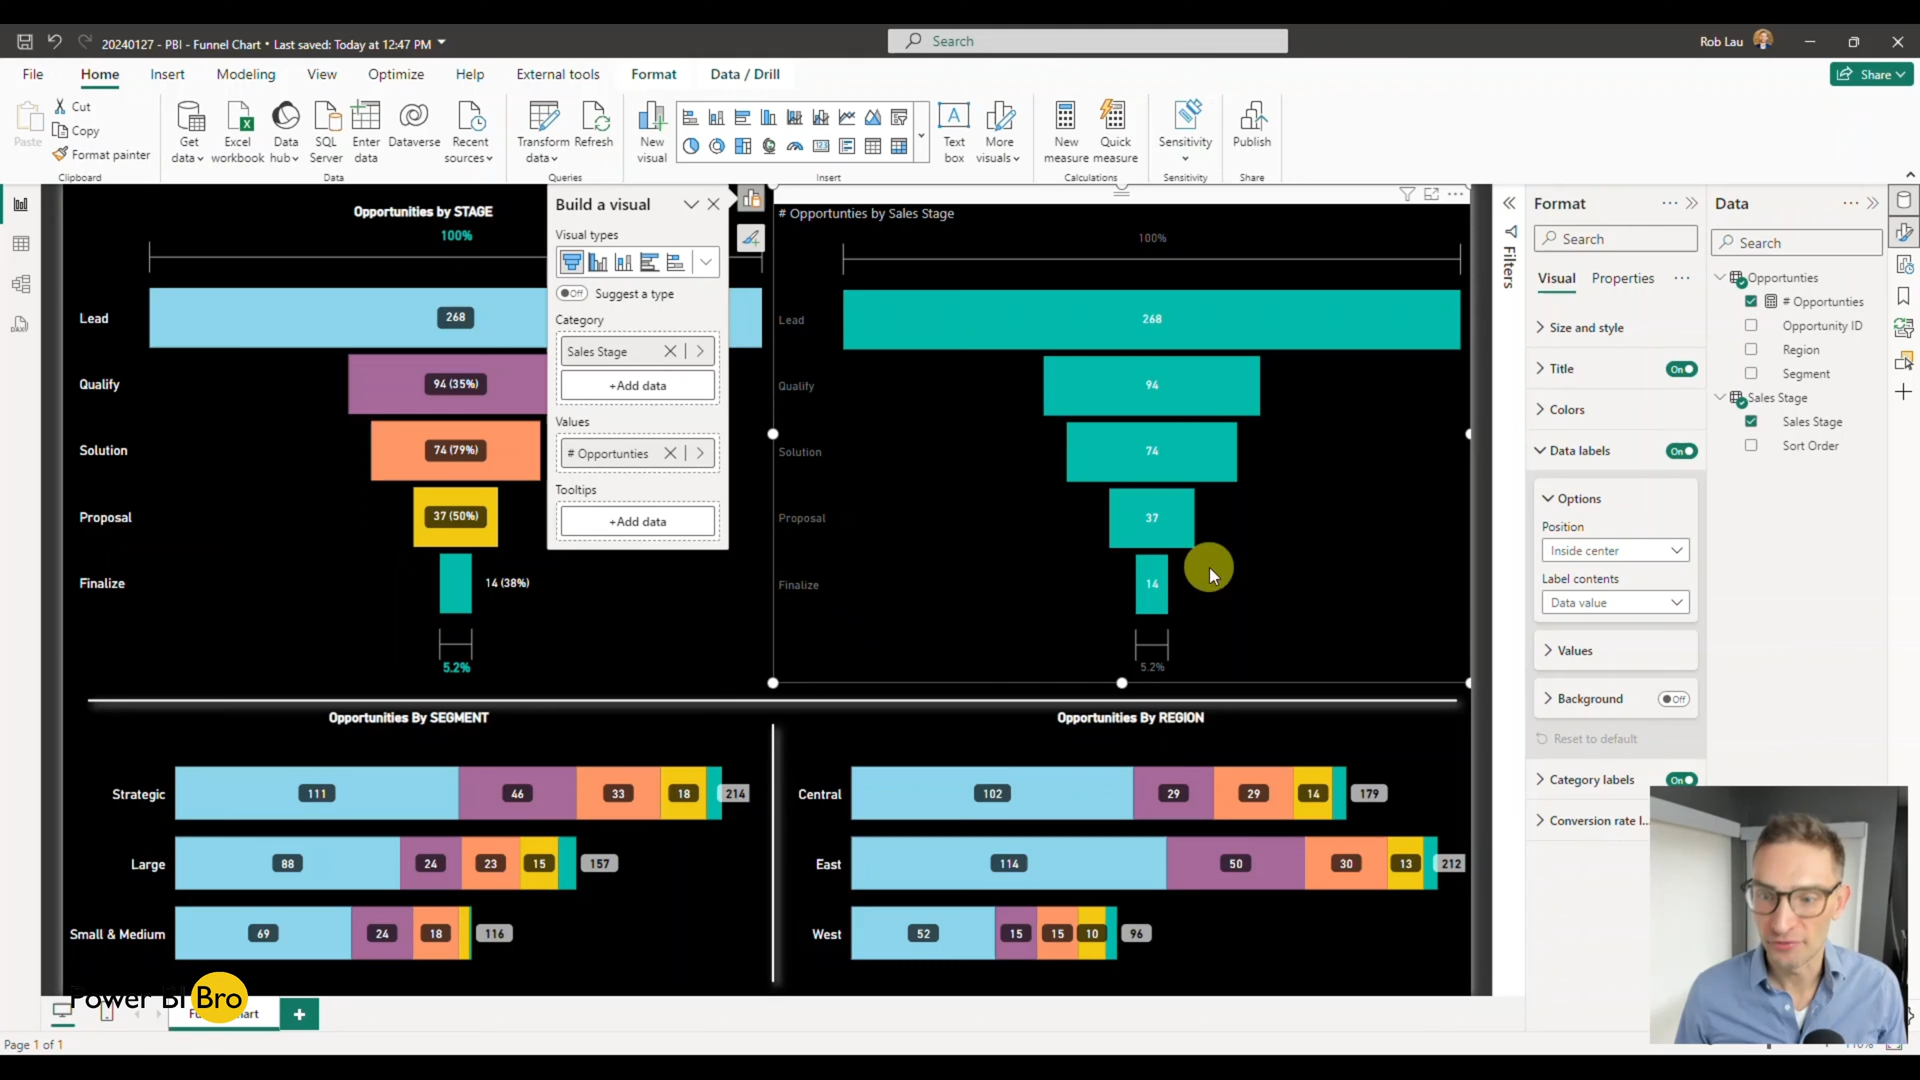 20240127 - PBI - Funnel Chart • Last saved: Today at 12:47 PM
Search
Rob Lau
File
Home
Insert
Modeling
View
Optimize
Help
External tools
Format
Data / Drill
Share
Paste
Cut
Copy
Format painter
Clipboard
Get data
Excel workbook
Data hub
SQL Server
Enter data
Dataverse
Recent sources
Data
Transform data
Refresh
Queries
New visual
Text box
More visuals
Insert
New measure
Quick measure
Calculations
Sensitivity
Sensitivity
Publish
Share
Opportunities by STAGE
100%
Lead
268
Qualify
94 (35%)
Solution
74 (79%)
Proposal
37 (50%)
Finalize
14 (38%)
5.2%
Build a visual
Visual types
Off
Suggest a type
Category
Sales Stage
+Add data
Values
# Opportunties
Tooltips
+Add data
# Opportunties by Sales Stage
100%
Lead
268
Qualify
94
Solution
74
Proposal
37
Finalize
14
5.2%
Filters
Format
Search
Visual
Properties
Size and style
Title
On
Colors
Data labels
On
Options
Position
Inside center
Label contents
Data value
Values
Background
Off
Reset to default
Category labels
On
Conversion rate l...
Data
Search
Opportunties
# Opportunties
Opportunity ID
Region
Segment
Sales Stage
Sales Stage
Sort Order
Opportunities By SEGMENT
Strategic
111
46
33
18
214
Large
88
24
23
15
157
Small & Medium
69
24
18
116
Opportunities By REGION
Central
102
29
29
14
179
East
114
50
30
13
212
West
52
15
15
10
96
Power BI Bro
Page 1 of 1